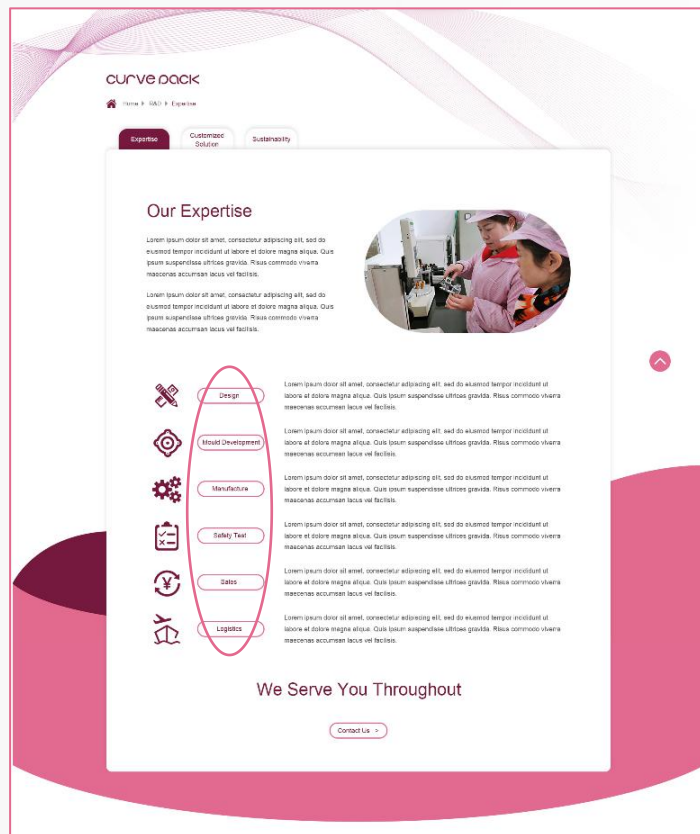 curve pack
Home R&D Expertise
Expertise
Customized
Solution
Sustainability
Our Expertise
Lorem ipsum dolor sit amet, consectetur adipiscing elit, sed do
eiusmod tempor incididunt ut labore et dolore magna aliqua. Quis
ipsum suspendisse ultrices gravida. Risus commodo viverra
maecenas accumsan lacus vel facilisis.
Lorem ipsum dolor sit amet, consectetur adipiscing elit, sed do
eiusmod tempor incididunt ut labore et dolore magna aliqua. Quis
ipsum suspendisse ultrices gravida. Risus commodo viverra
maecenas accumsan lacus vel facilisis.
Design
Lorem ipsum dolor sit amet, consectetur adipiscing elit, sed do eiusmod tempor incididunt ut
labore et dolore magna aliqua. Quis ipsum suspendisse ultrices gravida. Risus commodo viverra
maecenas accumsan lacus vel facilisis.
Mould Development
Lorem ipsum dolor sit amet, consectetur adipiscing elit, sed do eiusmod tempor incididunt ut
labore et dolore magna aliqua. Quis ipsum suspendisse ultrices gravida. Risus commodo viverra
maecenas accumsan lacus vel facilisis.
Manufacture
Lorem ipsum dolor sit amet, consectetur adipiscing elit, sed do eiusmod tempor incididunt ut
labore et dolore magna aliqua. Quis ipsum suspendisse ultrices gravida. Risus commodo viverra
maecenas accumsan lacus vel facilisis.
Safety Test
Lorem ipsum dolor sit amet, consectetur adipiscing elit, sed do eiusmod tempor incididunt ut
labore et dolore magna aliqua. Quis ipsum suspendisse ultrices gravida. Risus commodo viverra
maecenas accumsan lacus vel facilisis.
¥
Sales
Lorem ipsum dolor sit amet, consectetur adipiscing elit, sed do eiusmod tempor incididunt ut
labore et dolore magna aliqua. Quis ipsum suspendisse ultrices gravida. Risus commodo viverra
maecenas accumsan lacus vel facilisis.
Logistics
Lorem ipsum dolor sit amet, consectetur adipiscing elit, sed do eiusmod tempor incididunt ut
labore et dolore magna aliqua. Quis ipsum suspendisse ultrices gravida. Risus commodo viverra
maecenas accumsan lacus vel facilisis.
We Serve You Throughout
Contact Us >